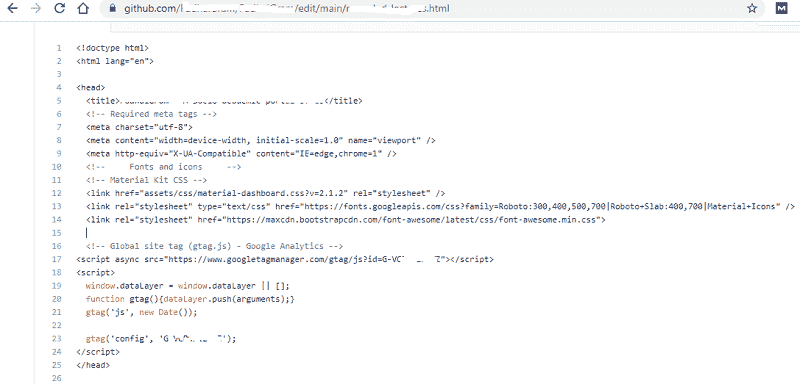 github.com/
/edit/main/
.html
1 <!doctype html>
2 <html lang="en">
3
4 <head>
5 <title> </title>
6 <!-- Required meta tags -->
7 <meta charset="utf-8">
8 <meta content="width=device-width, initial-scale=1.0" name="viewport" />
9 <meta http-equiv="X-UA-Compatible" content="IE=edge,chrome=1" />
10 <!-- Fonts and icons -->
11 <!-- Material Kit CSS -->
12 <link href="assets/css/material-dashboard.css?v=2.1.2" rel="stylesheet" />
13 <link rel="stylesheet" type="text/css" href="https://fonts.googleapis.com/css?family=Roboto:300,400,500,700|Roboto+Slab:400,700|Material+Icons" />
14 <link rel="stylesheet" href="https://maxcdn.bootstrapcdn.com/font-awesome/latest/css/font-awesome.min.css">
15
16 <!-- Global site tag (gtag.js) - Google Analytics -->
17 <script async src="https://www.googletagmanager.com/gtag/js?id=G-VC "></script>
18 <script>
19 window.dataLayer = window.dataLayer || [];
20 function gtag(){dataLayer.push(arguments);}
21 gtag('js', new Date());
22
23 gtag('config', 'G ');
24 </script>
25 </head>
26